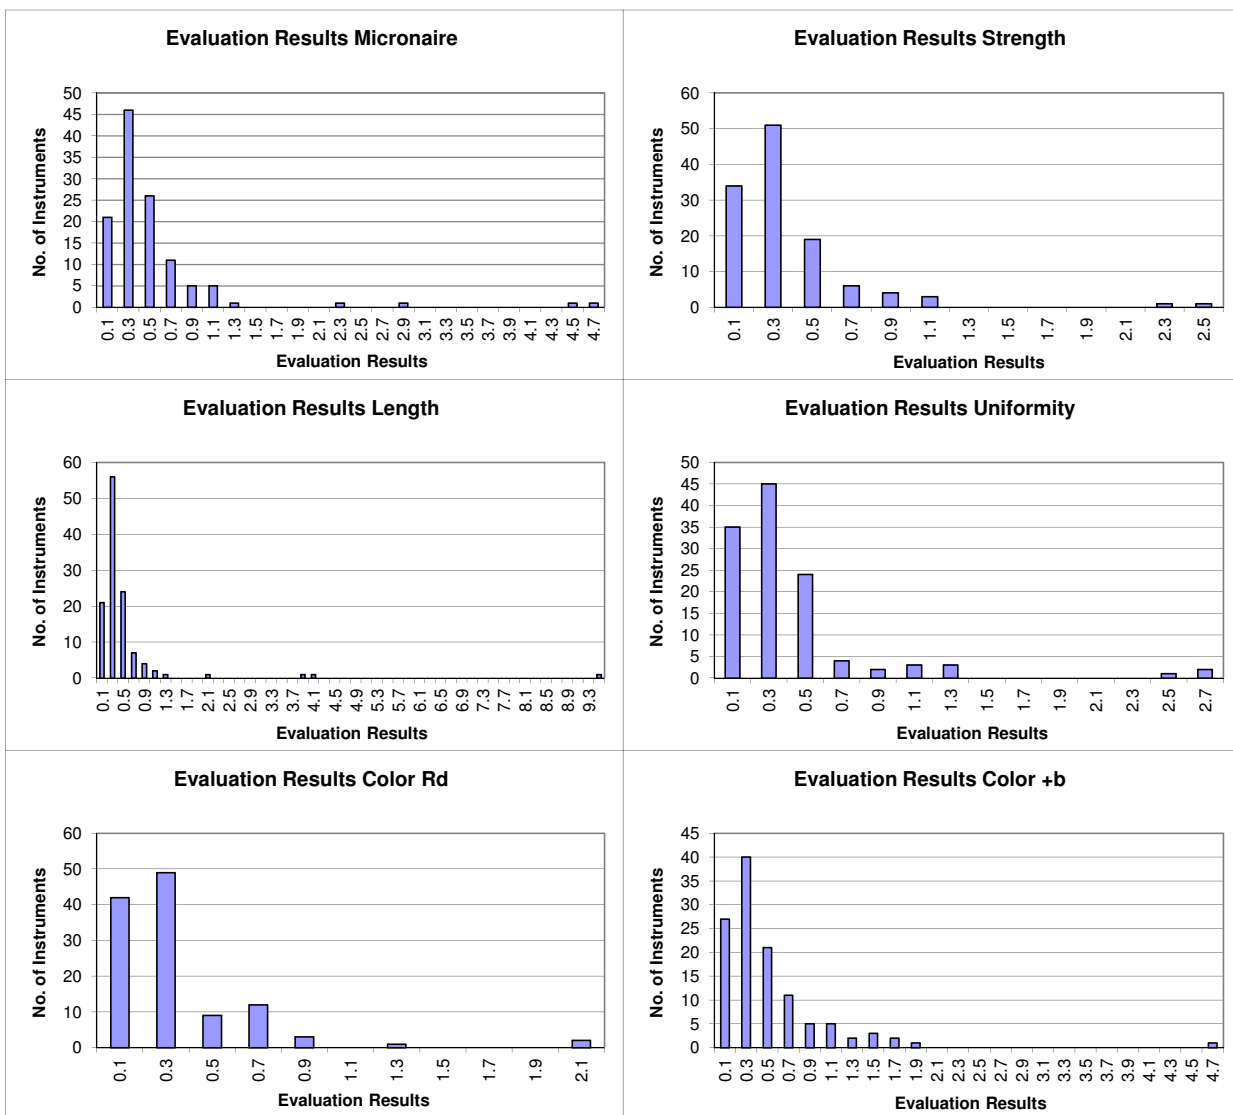 Evaluation Results Micronaire
No. of Instruments
50
45
40
35
30
25
20
15
10
5
0
0.1 0.3 0.5 0.7 0.9 1.1 1.3 1.5 1.7 1.9 2.1 2.3 2.5 2.7 2.9 3.1 3.3 3.5 3.7 3.9 4.1 4.3 4.5 4.7
Evaluation Results
Evaluation Results Strength
No. of Instruments
60
50
40
30
20
10
0
0.1 0.3 0.5 0.7 0.9 1.1 1.3 1.5 1.7 1.9 2.1 2.3 2.5
Evaluation Results
Evaluation Results Length
No. of Instruments
60
50
40
30
20
10
0
0.1 0.5 0.9 1.3 1.7 2.1 2.5 2.9 3.3 3.7 4.1 4.5 4.9 5.3 5.7 6.1 6.5 6.9 7.3 7.7 8.1 8.5 8.9 9.3
Evaluation Results
Evaluation Results Uniformity
No. of Instruments
50
45
40
35
30
25
20
15
10
5
0
0.1 0.3 0.5 0.7 0.9 1.1 1.3 1.5 1.7 1.9 2.1 2.3 2.5 2.7
Evaluation Results
Evaluation Results Color Rd
No. of Instruments
60
50
40
30
20
10
0
0.1 0.3 0.5 0.7 0.9 1.1 1.3 1.5 1.7 1.9 2.1
Evaluation Results
Evaluation Results Color +b
No. of Instruments
45
40
35
30
25
20
15
10
5
0
0.1 0.3 0.5 0.7 0.9 1.1 1.3 1.5 1.7 1.9 2.1 2.3 2.5 2.7 2.9 3.1 3.3 3.5 3.7 3.9 4.1 4.3 4.5 4.7
Evaluation Results